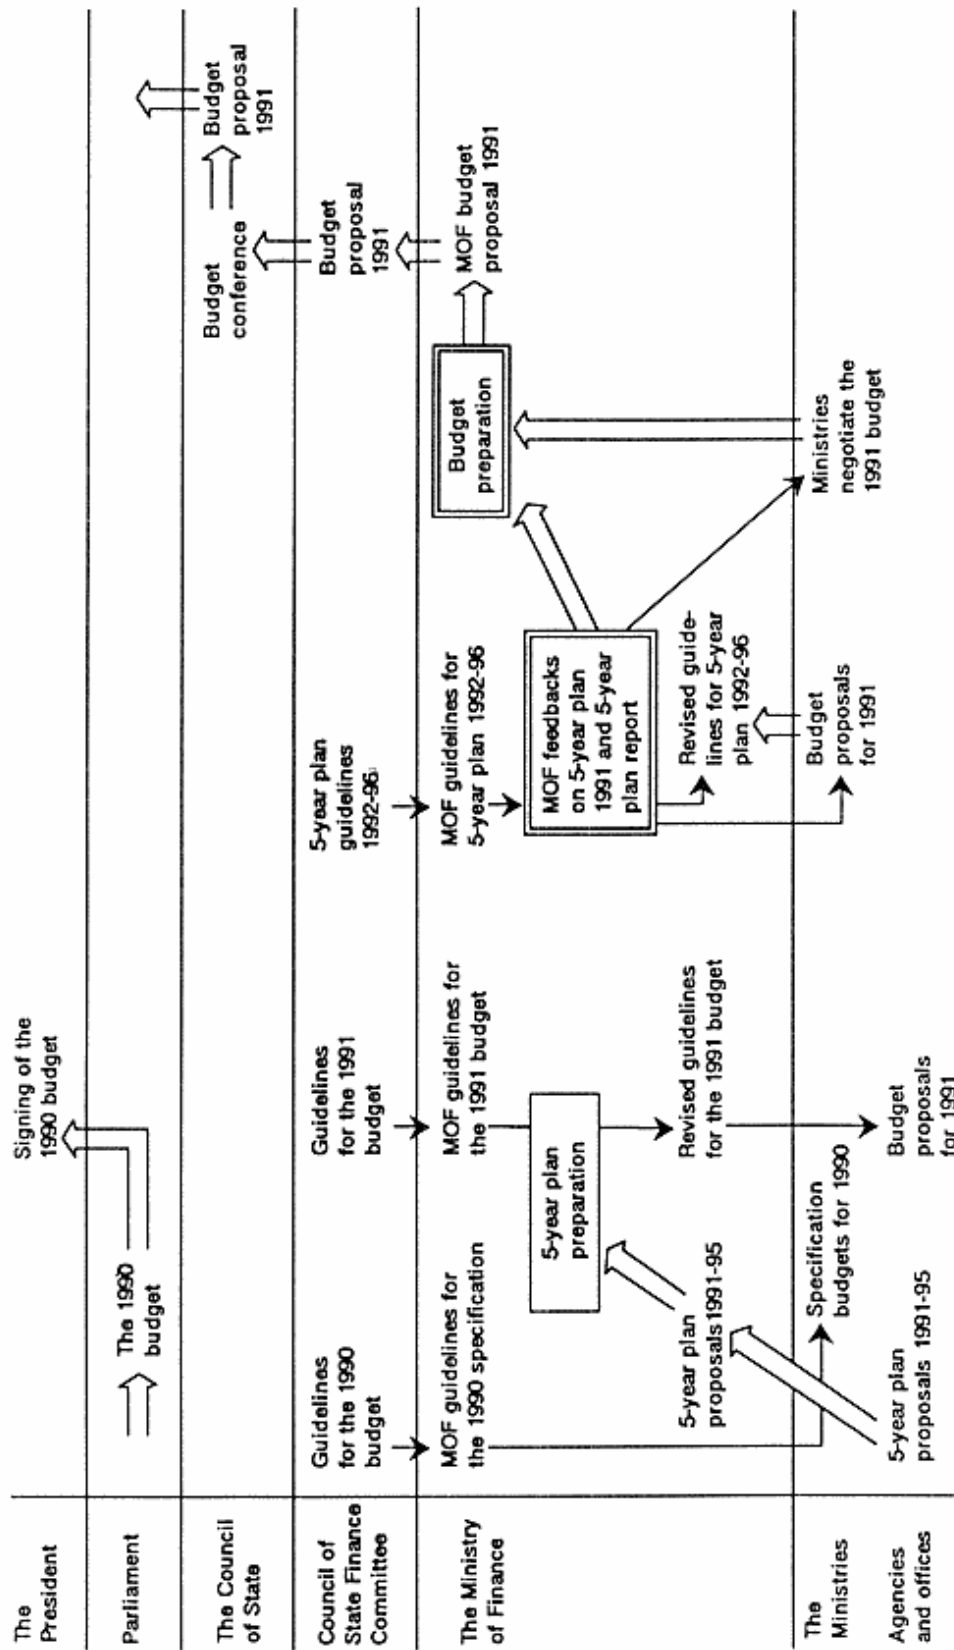 The
President
Signing of the
1990 budget
Parliament
The 1990
budget
The Council
of State
Budget
conference
Budget
proposal
1991
Council of
State Finance
Committee
Guidelines
for the 1990
budget
Guidelines
for the 1991
budget
5-year plan
guidelines
1992-96
Budget
proposal
1991
The Ministry
of Finance
MOF guidelines for
the 1990 specification
MOF guidelines for
the 1991 budget
MOF guidelines for
5-year plan 1992-96
MOF budget
proposal 1991
5-year plan
preparation
MOF feedbacks
on 5-year plan
1991 and 5-year
plan report
Budget
preparation
5-year plan
proposals 1991-95
Revised guidelines
for the 1991 budget
Revised guide-
lines for 5-year
plan 1992-96
The
Ministries
Specification
budgets for 1990
Budget
proposals
for 1991
Ministries
negotiate the
1991 budget
Agencies
and offices
5-year plan
proposals 1991-95
Budget
proposals
for 1991